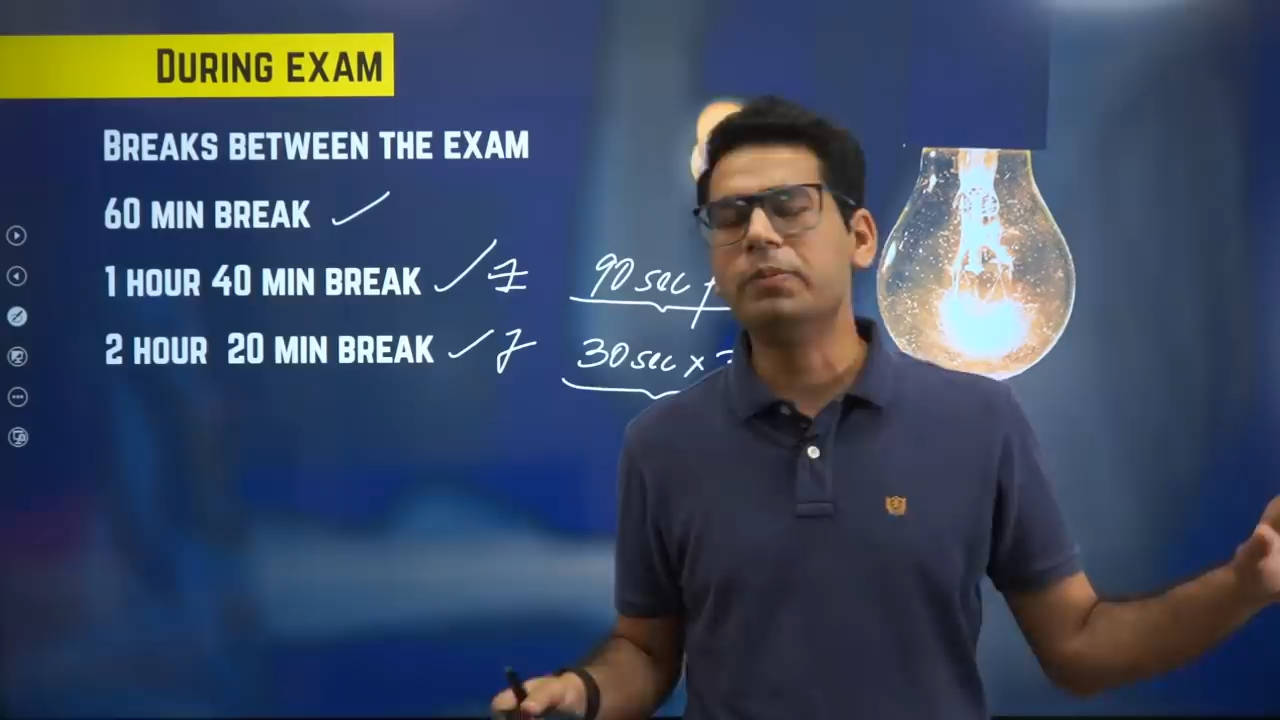 DURING EXAM
BREAKS BETWEEN THE EXAM
60 MIN BREAK
1 HOUR 40 MIN BREAK
90 sec
2 HOUR 20 MIN BREAK
30 sec ×